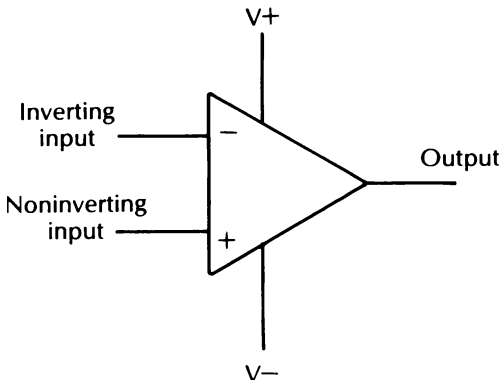 V+
Inverting
input
−
Output
Noninverting
input
+
V−